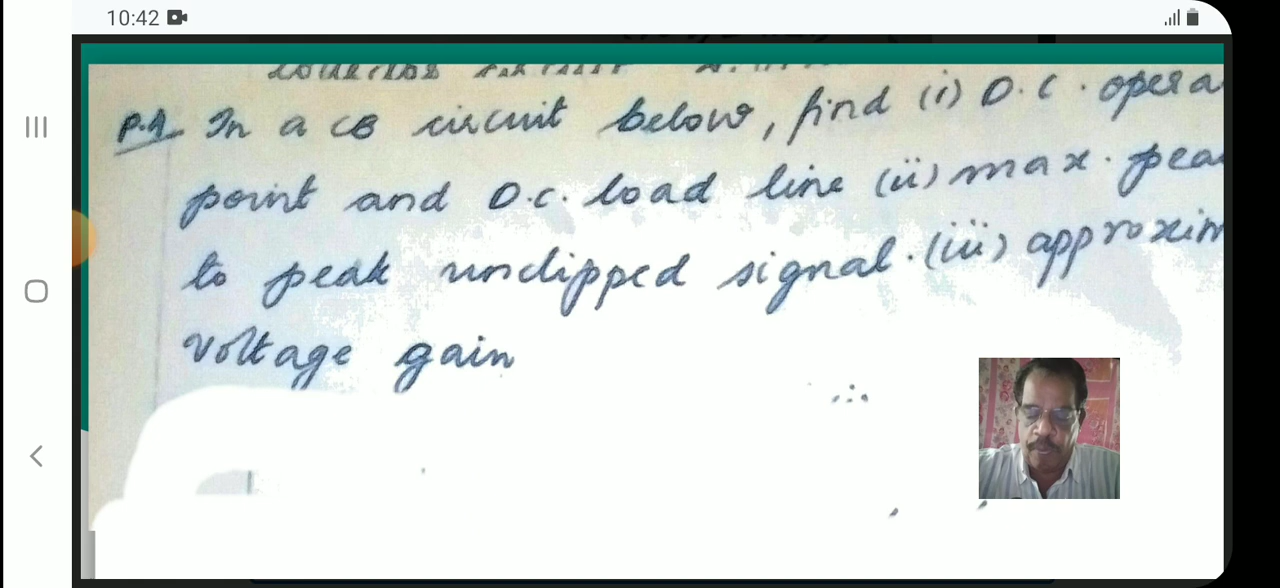 10:42
P.9 In a CB circuit below, find (i) D.C. opera
point and D.C. load line (ii) max. pea
to peak unclipped signal. (iii) approxim
voltage gain